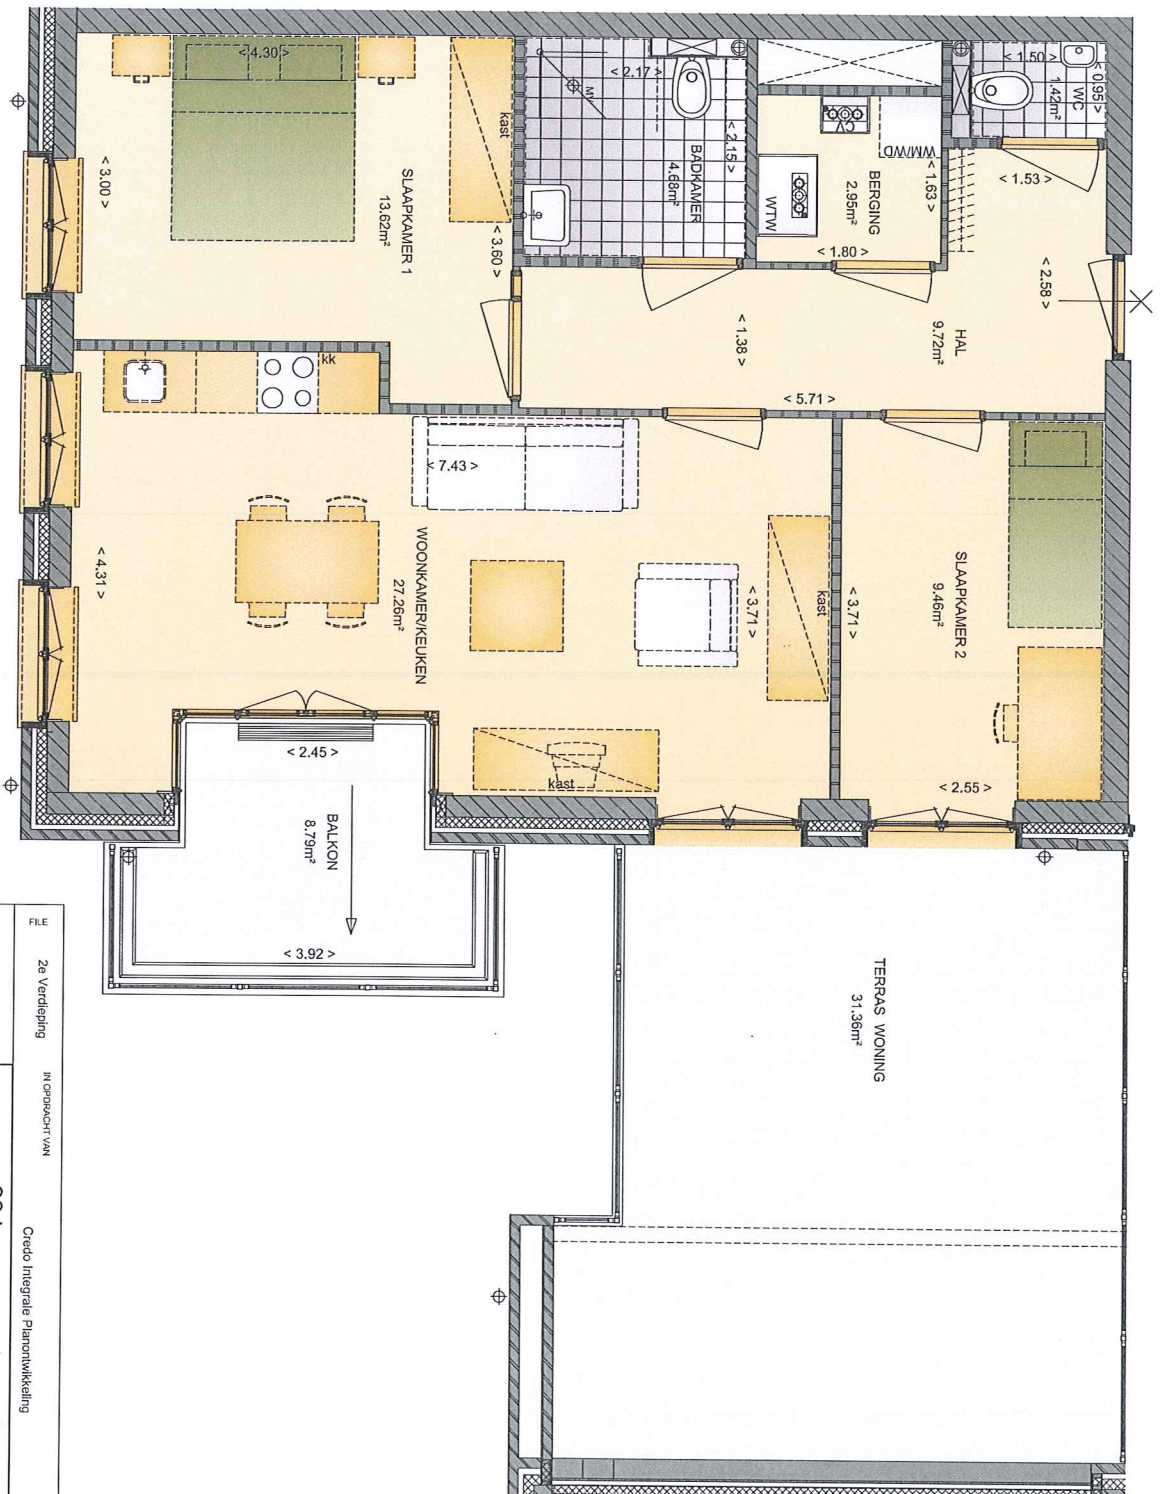 < 4.30 >
< 3.00 >
SLAAPKAMER 1
13.62m²
kast
< 3.60 >
< 2.17 >
MV
< 2.15 >
BADKAMER
4.68m²
CV
WM/WD
WTW
BERGING
2.95m²
< 1.63 >
< 1.80 >
< 1.50 >
< 0.95 >
WC
1.42m²
< 1.53 >
< 2.58 >
HAL
9.72m²
< 1.38 >
< 5.71 >
kk
< 7.43 >
WOONKAMER/KEUKEN
27.26m²
< 4.31 >
< 3.71 >
kast
< 3.71 >
SLAAPKAMER 2
9.46m²
< 2.55 >
kast
< 2.45 >
BALKON
8.79m²
< 3.92 >
TERRAS WONING
31.36m²
FILE
2e Verdieping
IN OPDRACHT VAN
Credo Integrale Planontwikkeling